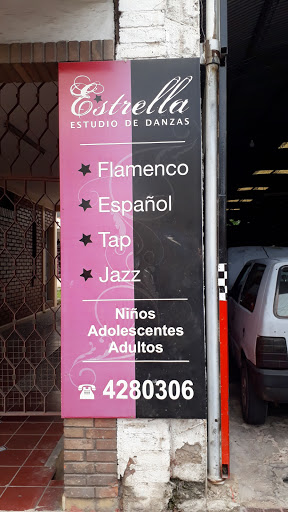 Estrella
ESTUDIO DE DANZAS
Flamenco
Español
Tap
Jazz
Niños
Adolescentes
Adultos
☎ 4280306